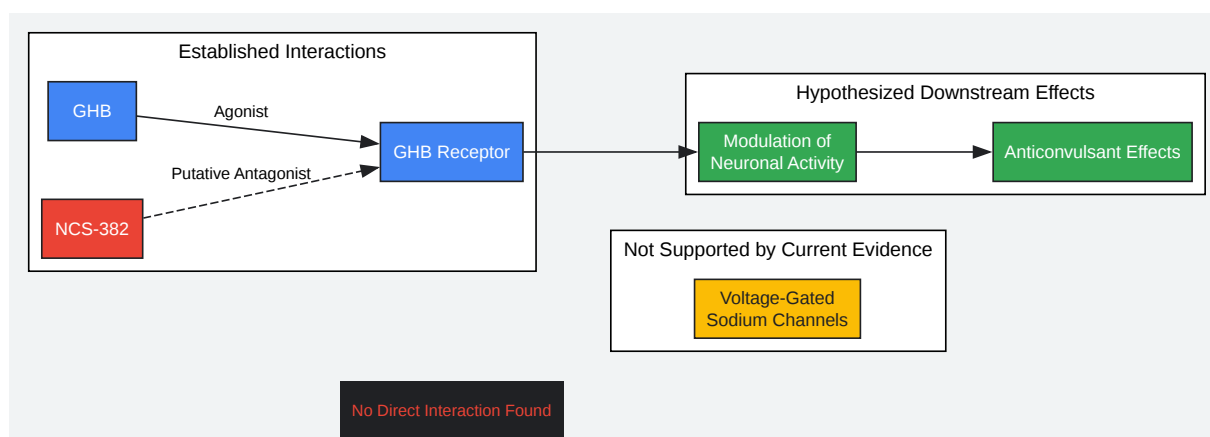 Established Interactions
GHB
Agonist
GHB Receptor
Putative Antagonist
NCS-382
Hypothesized Downstream Effects
Modulation of
Neuronal Activity
Anticonvulsant Effects
Not Supported by Current Evidence
Voltage-Gated
Sodium Channels
No Direct Interaction Found